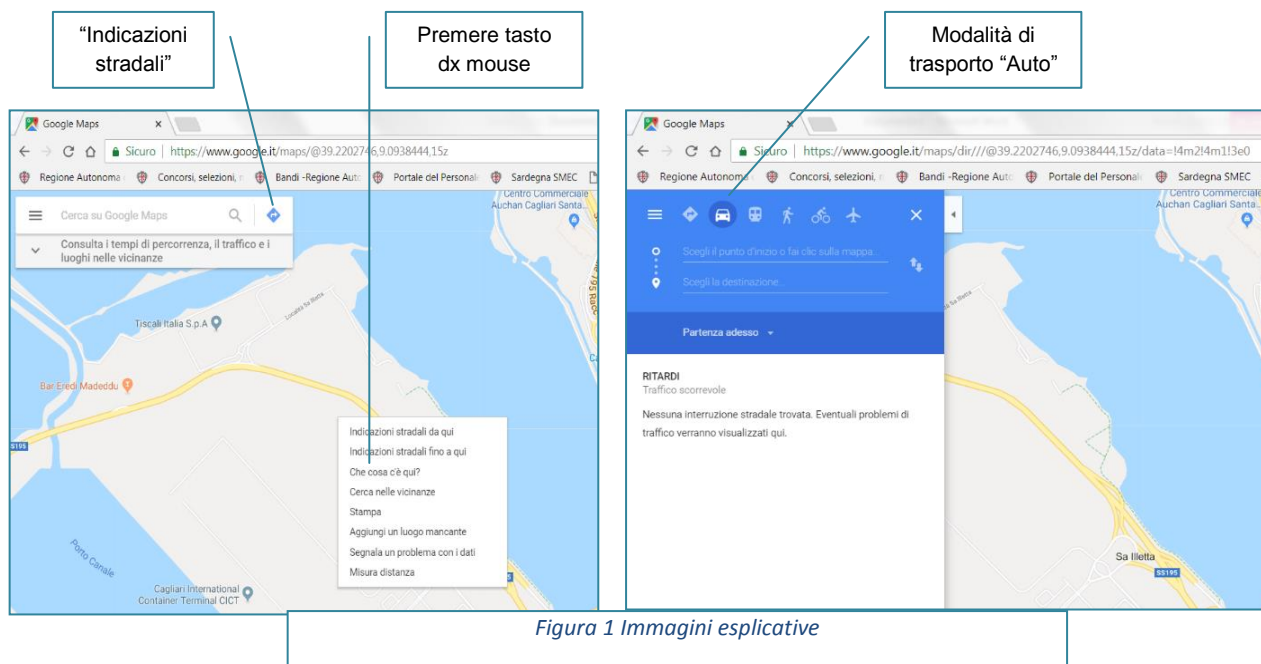 “Indicazioni
stradali”
Premere tasto
dx mouse
Modalità di
trasporto “Auto”
Google Maps
Sicuro | https://www.google.it/maps/@39.2202746,9.0938444,15z
Regione Autonoma
Concorsi, selezioni,
Bandi -Regione Auto
Portale del Personale
Sardegna SMEC
Cerca su Google Maps
Consulta i tempi di percorrenza, il traffico e i
luoghi nelle vicinanze
Centro Commerciale
Auchan Cagliari Santa...
Località Sa Illetta
Tiscali Italia S.p.A
Bar Eredi Madeddu
SS195
Indicazioni stradali da qui
Indicazioni stradali fino a qui
Che cosa c'è qui?
Cerca nelle vicinanze
Stampa
Aggiungi un luogo mancante
Segnala un problema con i dati
Misura distanza
Porto Canale
Cagliari International
Container Terminal CICT
Google Maps
Sicuro | https://www.google.it/maps/dir///@39.2202746,9.0938444,15z/data=!4m2!4m1!3e0
Regione Autonoma
Concorsi, selezioni,
Bandi -Regione Auto
Portale del Personale
Sardegna SMEC
Centro Commerciale
Auchan Cagliari Santa...
Scegli il punto d'inizio o fai clic sulla mappa...
Scegli la destinazione...
Partenza adesso
RITARDI
Traffico scorrevole
Nessuna interruzione stradale trovata. Eventuali problemi di
traffico verranno visualizzati qui.
Sa Illetta
SS195
Figura 1 Immagini esplicative